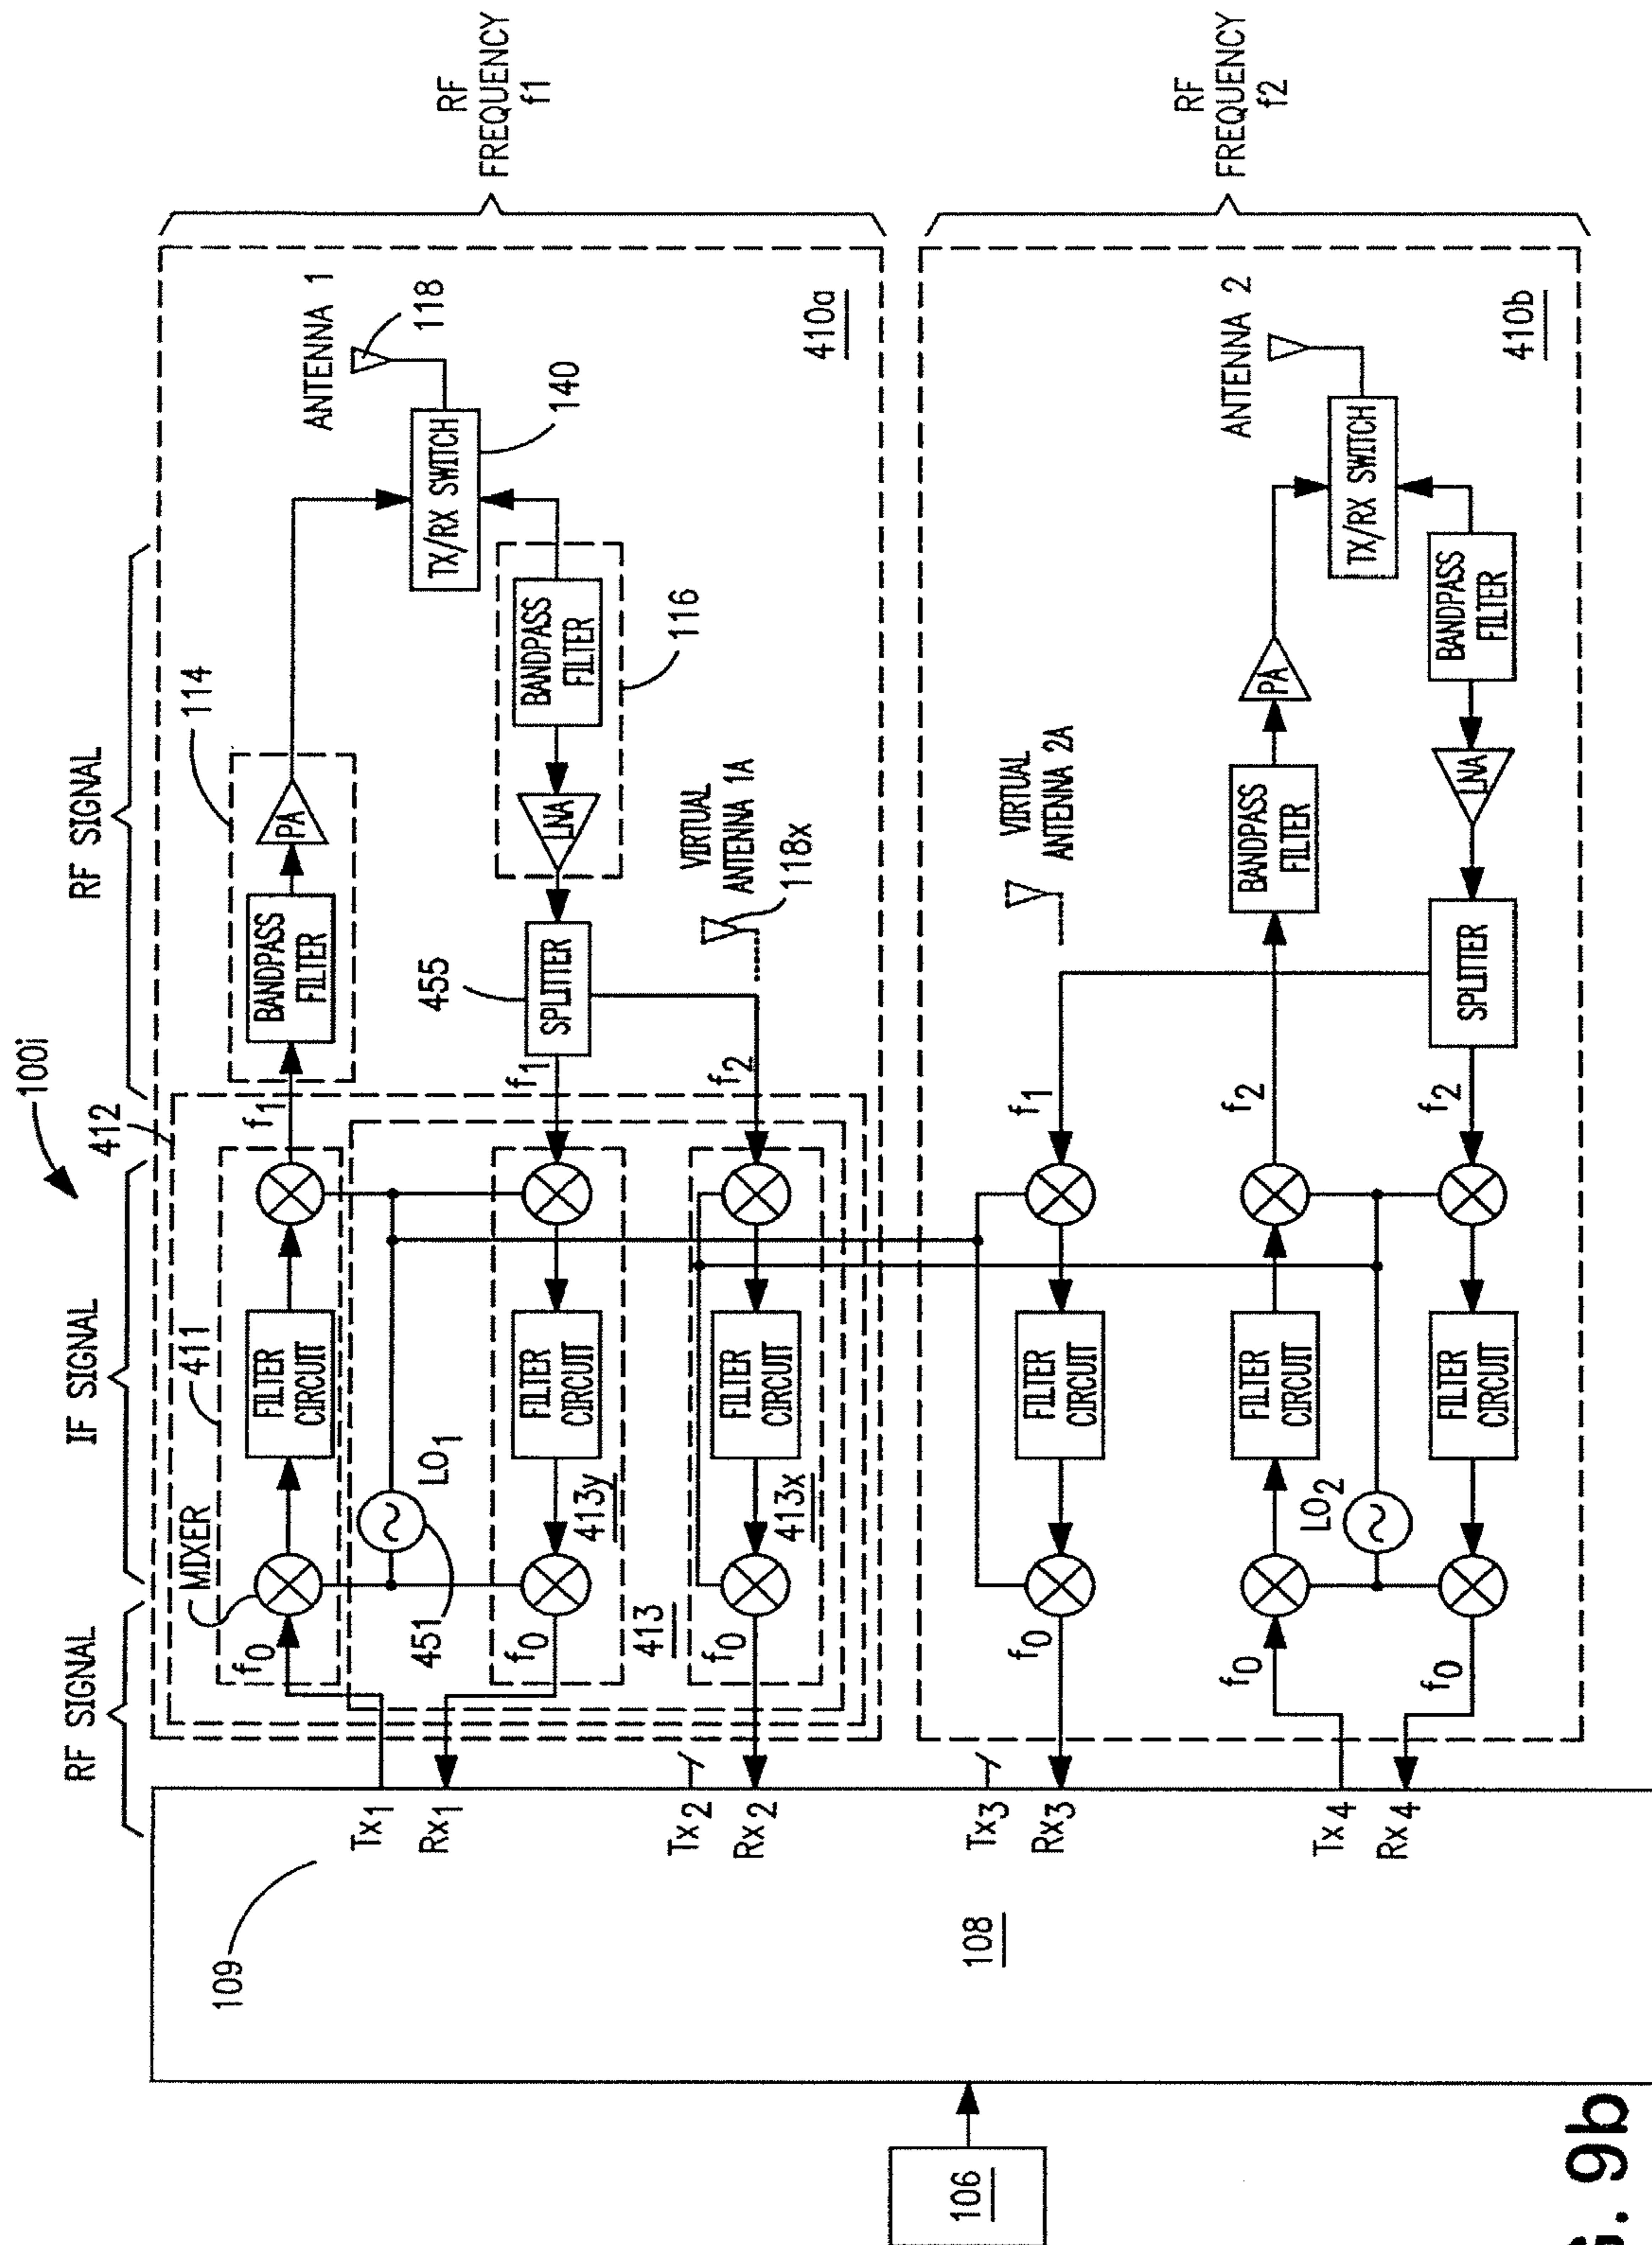 100i
RF SIGNAL
IF SIGNAL
RF SIGNAL
412
411
MIXER
f0
FILTER
CIRCUIT
f1
114
BANDPASS
FILTER
PA
ANTENNA 1
118
TX/RX SWITCH
140
BANDPASS
FILTER
116
LNA
455
SPLITTER
f1
f2
VIRTUAL
ANTENNA 1A
118x
LO1
451
FILTER
CIRCUIT
413y
f0
413
FILTER
CIRCUIT
413x
f0
410a
RF
FREQUENCY
f1
109
Tx1
Rx1
Tx2
Rx2
Tx3
Rx3
Tx4
Rx4
108
106
f0
FILTER
CIRCUIT
f1
VIRTUAL
ANTENNA 2A
f0
FILTER
CIRCUIT
f2
BANDPASS
FILTER
PA
ANTENNA 2
TX/RX SWITCH
LO2
f0
FILTER
CIRCUIT
f2
SPLITTER
LNA
BANDPASS
FILTER
410b
RF
FREQUENCY
f2
G. 9b